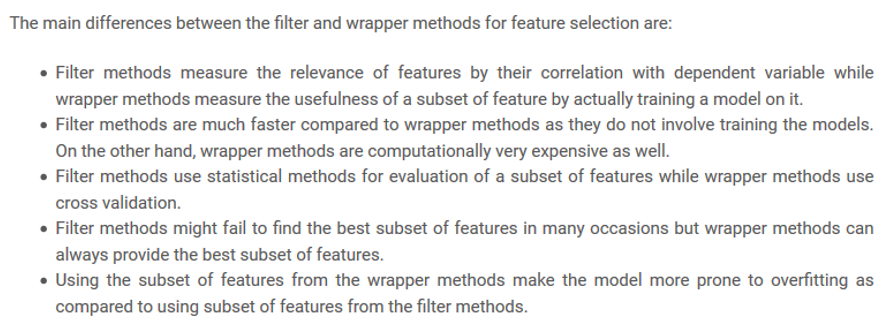 The main differences between the filter and wrapper methods for feature selection are:
• Filter methods measure the relevance of features by their correlation with dependent variable while
wrapper methods measure the usefulness of a subset of feature by actually training a model on it.
• Filter methods are much faster compared to wrapper methods as they do not involve training the models.
On the other hand, wrapper methods are computationally very expensive as well.
• Filter methods use statistical methods for evaluation of a subset of features while wrapper methods use
cross validation.
• Filter methods might fail to find the best subset of features in many occasions but wrapper methods can
always provide the best subset of features.
• Using the subset of features from the wrapper methods make the model more prone to overfitting as
compared to using subset of features from the filter methods.